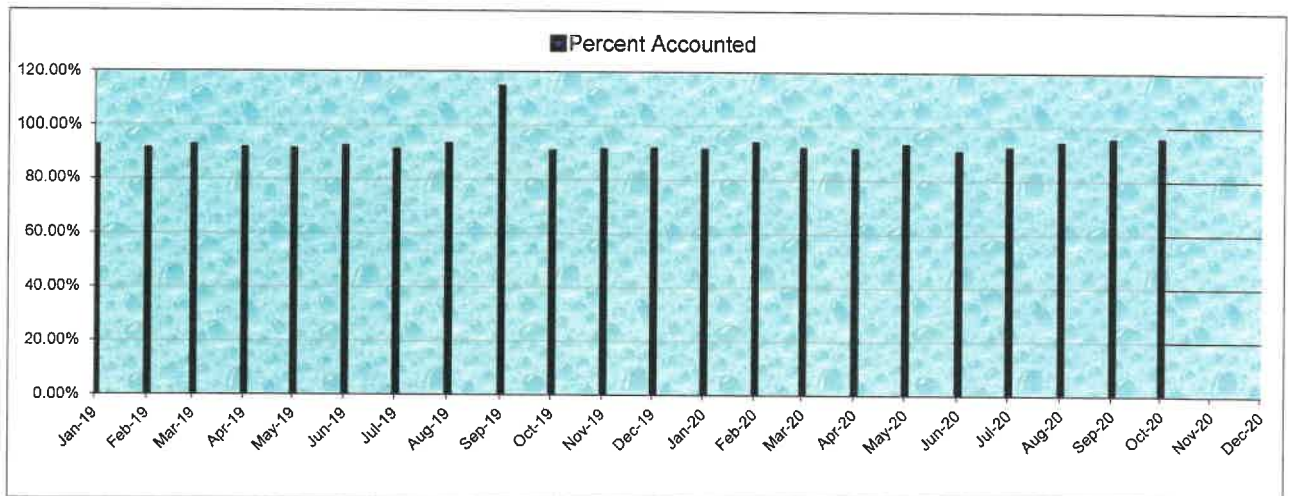 Percent Accounted
120.00%
100.00%
80.00%
60.00%
40.00%
20.00%
0.00%
Jan-19
Feb-19
Mar-19
Apr-19
May-19
Jun-19
Jul-19
Aug-19
Sep-19
Oct-19
Nov-19
Dec-19
Jan-20
Feb-20
Mar-20
Apr-20
May-20
Jun-20
Jul-20
Aug-20
Sep-20
Oct-20
Nov-20
Dec-20